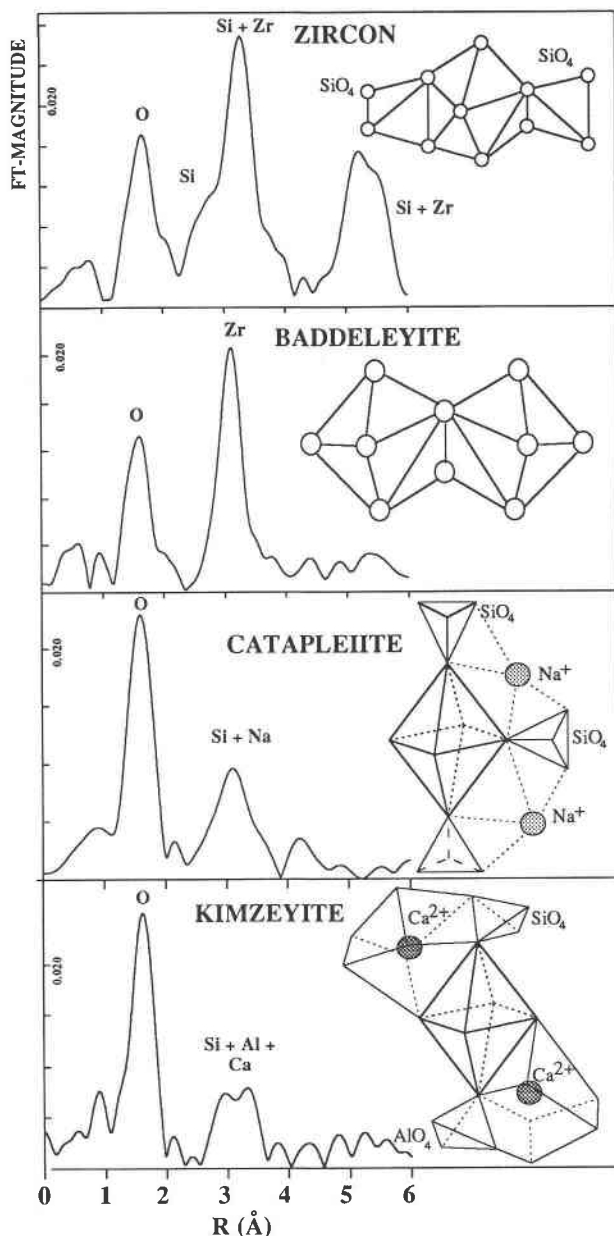 FT-MAGNITUDE
0.020
ZIRCON
O
Si
Si + Zr
Si + Zr
SiO4
SiO4
0.020
BADDELEYITE
O
Zr
0.020
CATAPLEIITE
O
Si + Na
SiO4
Na+
SiO4
Na+
0.020
KIMZEYITE
O
Si + Al +
Ca
Ca2+
SiO4
Ca2+
AlO4
0 1 2 3 4 5 6
R (Å)